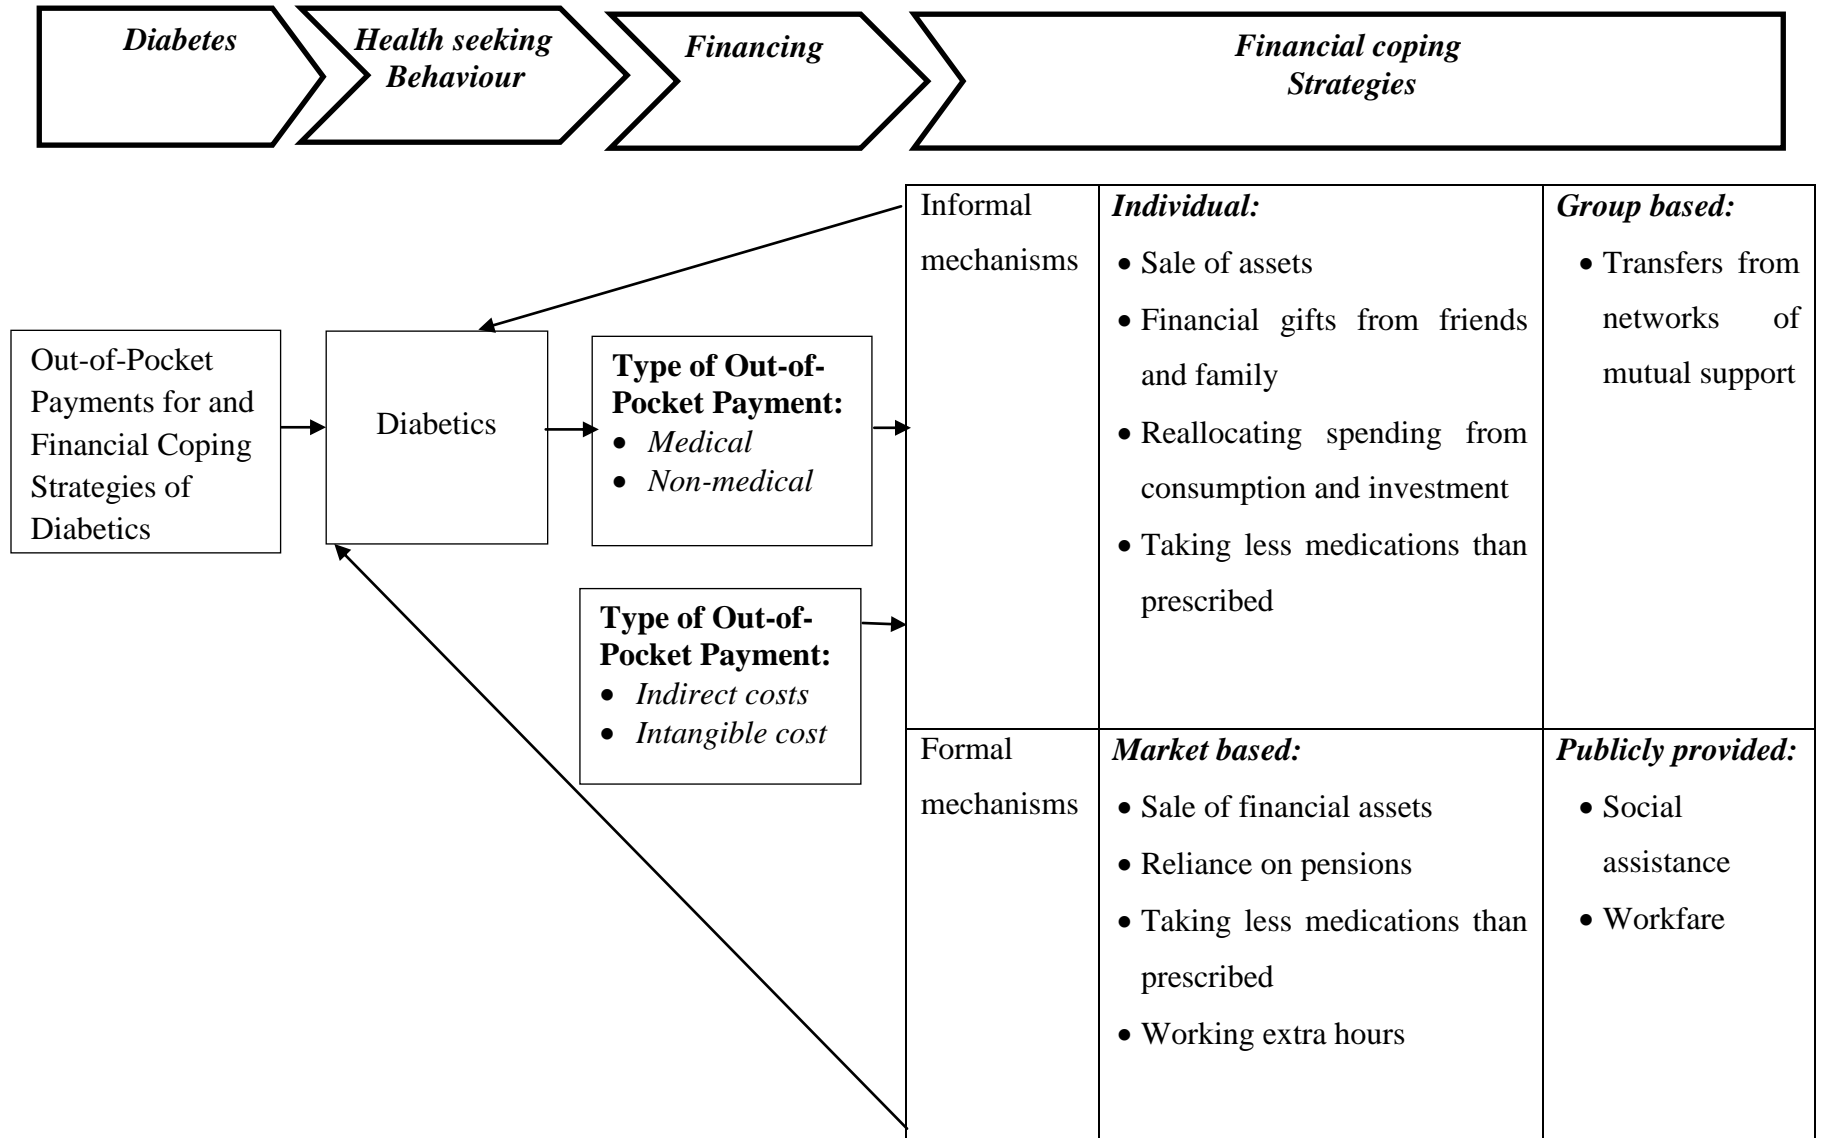 Diabetes
Health seeking
Behaviour
Financing
Financial coping
Strategies
Out-of-Pocket
Payments for and
Financial Coping
Strategies of
Diabetics
Diabetics
Type of Out-of-
Pocket Payment:
• Medical
• Non-medical
Type of Out-of-
Pocket Payment:
• Indirect costs
• Intangible cost
Informal
mechanisms
Individual:
• Sale of assets
• Financial gifts from friends
and family
• Reallocating spending from
consumption and investment
• Taking less medications than
prescribed
Group based:
• Transfers from
networks of
mutual support
Formal
mechanisms
Market based:
• Sale of financial assets
• Reliance on pensions
• Taking less medications than
prescribed
• Working extra hours
Publicly provided:
• Social
assistance
• Workfare